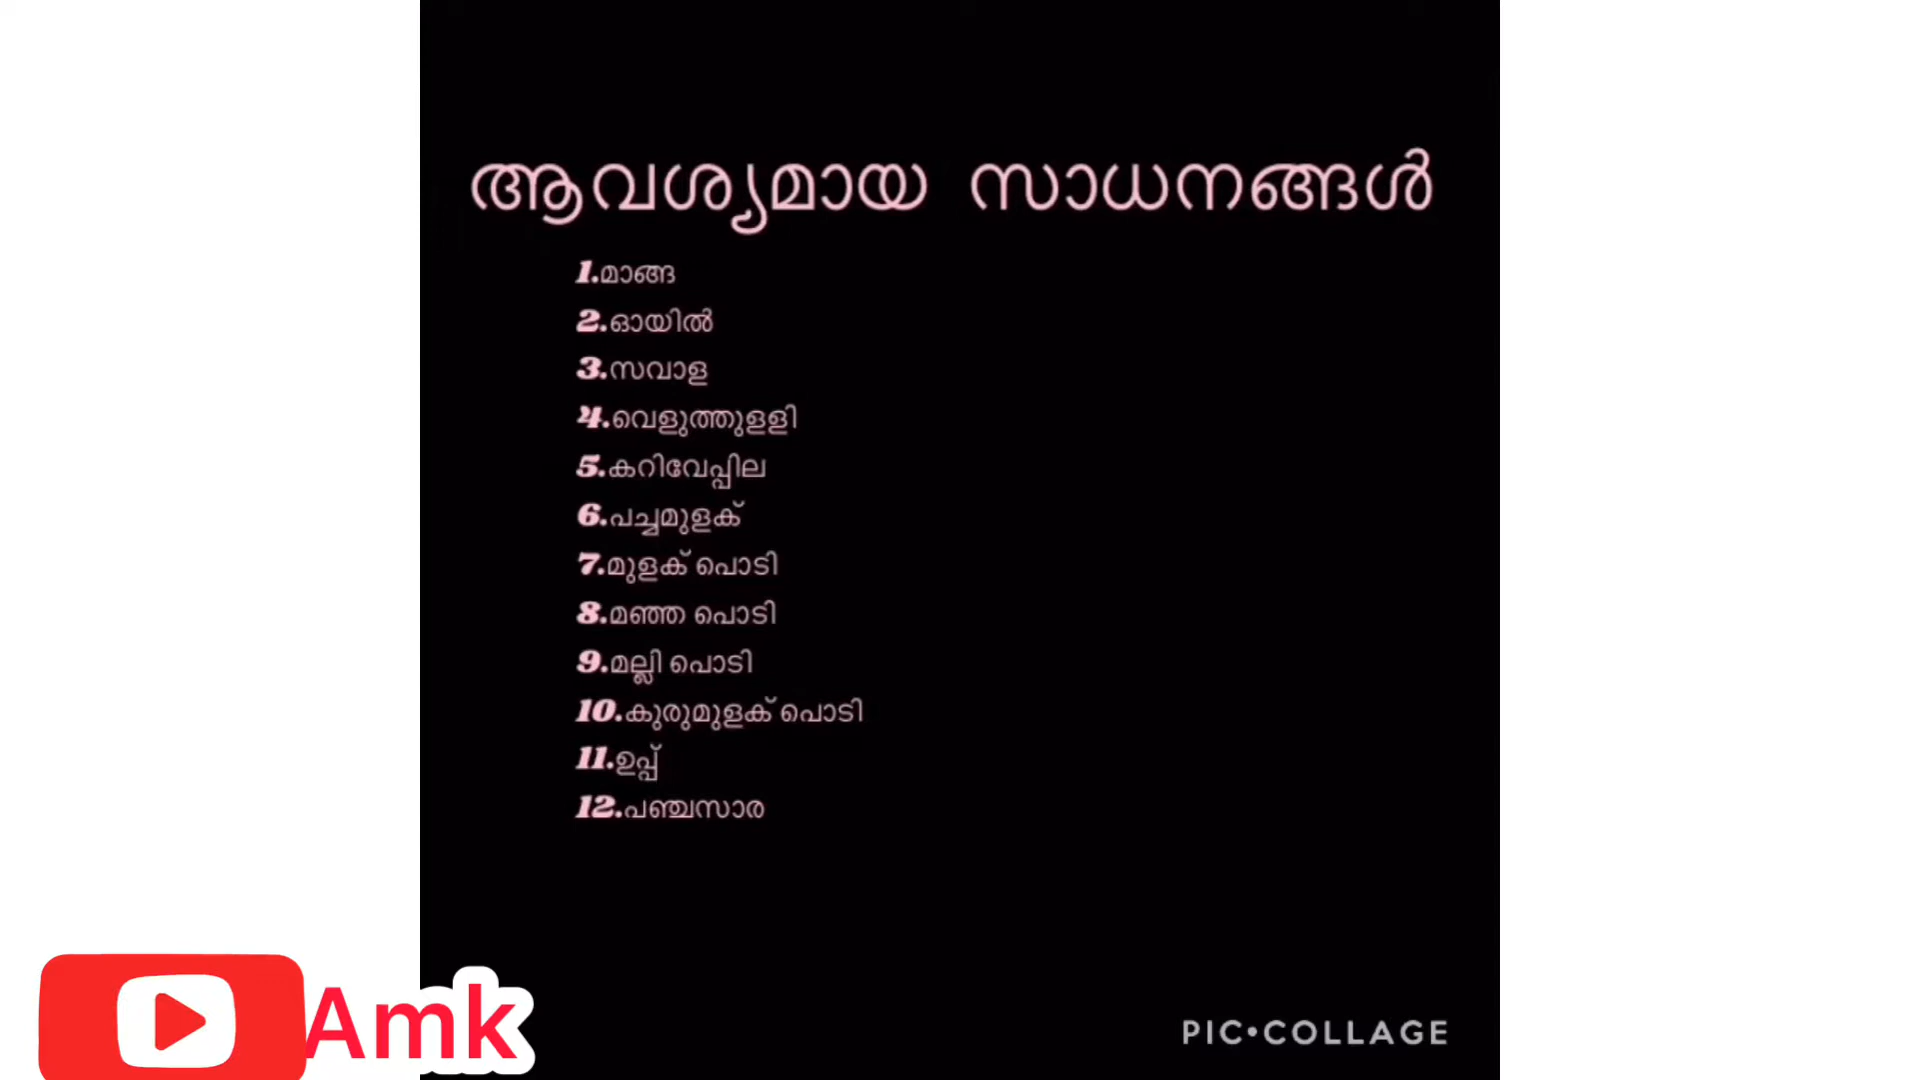 ആവശ്യമായ സാധനങ്ങൾ
1.മാങ്ങ
2.ഓയിൽ
3.സവാള
4.വെളുത്തുളളി
5.കറിവേപ്പില
6.പച്ചമുളക്
7.മുളക് പൊടി
8.മഞ്ഞ പൊടി
9.മല്ലി പൊടി
10.കുരുമുളക് പൊടി
11.ഉപ്പ്
12.പഞ്ചസാര
Amk
PIC•COLLAGE